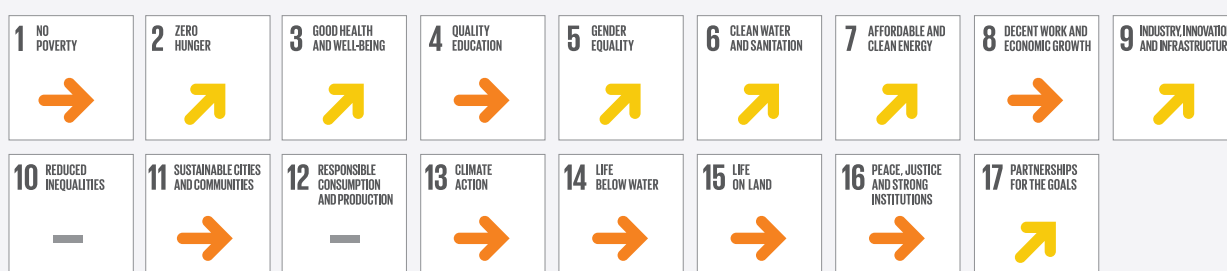 1 NO
POVERTY
2 ZERO
HUNGER
3 GOOD HEALTH
AND WELL-BEING
4 QUALITY
EDUCATION
5 GENDER
EQUALITY
6 CLEAN WATER
AND SANITATION
7 AFFORDABLE AND
CLEAN ENERGY
8 DECENT WORK AND
ECONOMIC GROWTH
9 INDUSTRY, INNOVATIO
AND INFRASTRUCTUR
10 REDUCED
INEQUALITIES
11 SUSTAINABLE CITIES
AND COMMUNITIES
12 RESPONSIBLE
CONSUMPTION
AND PRODUCTION
13 CLIMATE
ACTION
14 LIFE
BELOW WATER
15 LIFE
ON LAND
16 PEACE, JUSTICE
AND STRONG
INSTITUTIONS
17 PARTNERSHIPS
FOR THE GOALS